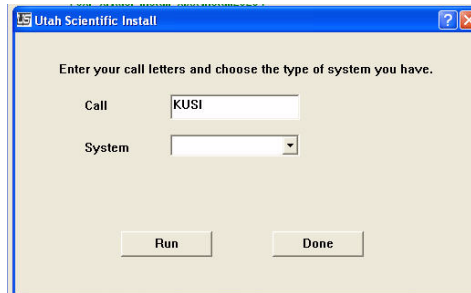 Utah Scientific Install
Enter your call letters and choose the type of system you have.
Call
KUSI
System
Run
Done